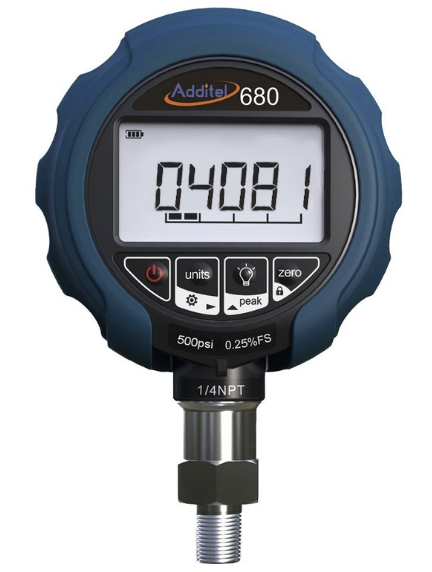 Additel 680
04081
units
zero
peak
500psi 0.25%FS
1/4NPT